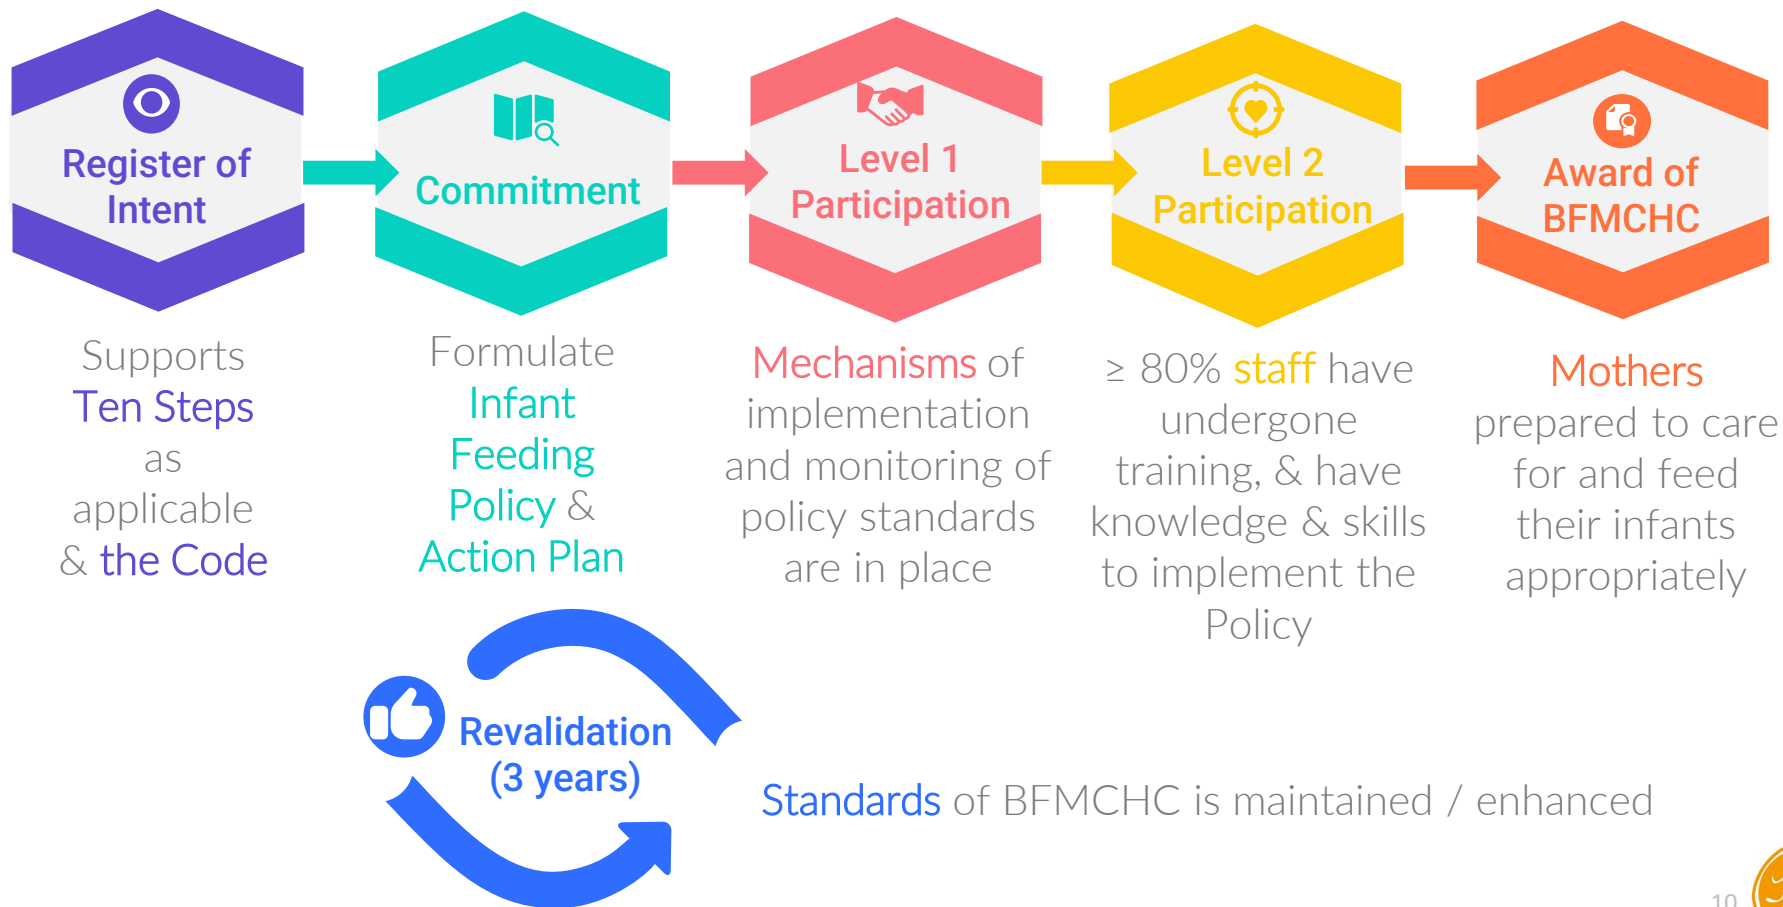 Register of
Intent
Commitment
Level 1
Participation
Level 2
Participation
Award of
BFMCHC
Supports
Ten Steps
as
applicable
& the Code
Formulate
Infant
Feeding
Policy &
Action Plan
Mechanisms of
implementation
and monitoring of
policy standards
are in place
≥ 80% staff have
undergone
training, & have
knowledge & skills
to implement the
Policy
Mothers
prepared to care
for and feed
their infants
appropriately
Revalidation
(3 years)
Standards of BFMCHC is maintained / enhanced
10